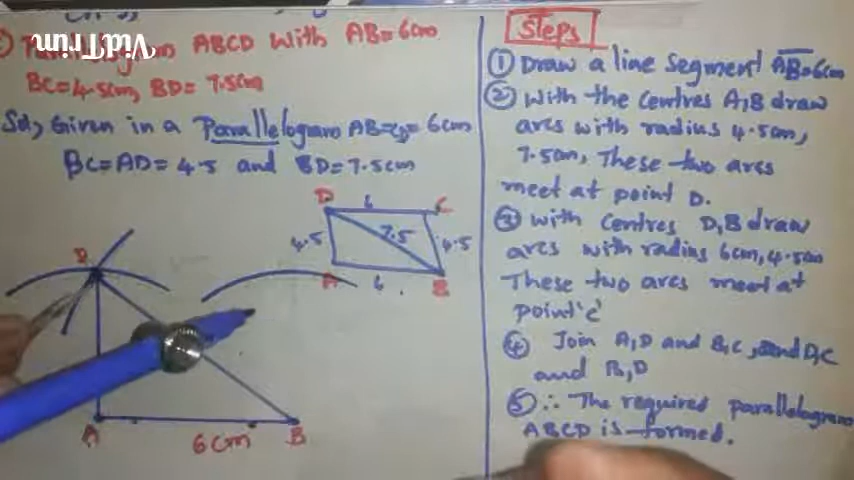 Parallelogram ABCD with AB=6cm
BC=4.5cm, BD= 7.5cm
Sol, Given in a Parallelogram AB=CD= 6cm
BC=AD= 4.5 and BD= 7.5cm
D 6 C
4.5 7.5 4.5
A 6 B
D
A 6cm B
Steps
① Draw a line segment AB=6cm
② With the centres A,B draw
arcs with radius 4.5cm,
7.5cm, These two arcs
meet at point D.
③ With centres D,B draw
arcs with radius 6cm, 4.5cm
These two arcs meet at
point 'c'
④ Join A,D and B,C, and D,C
and B,D
⑤ ∴ The required parallelogram
ABCD is formed.
VidTrim